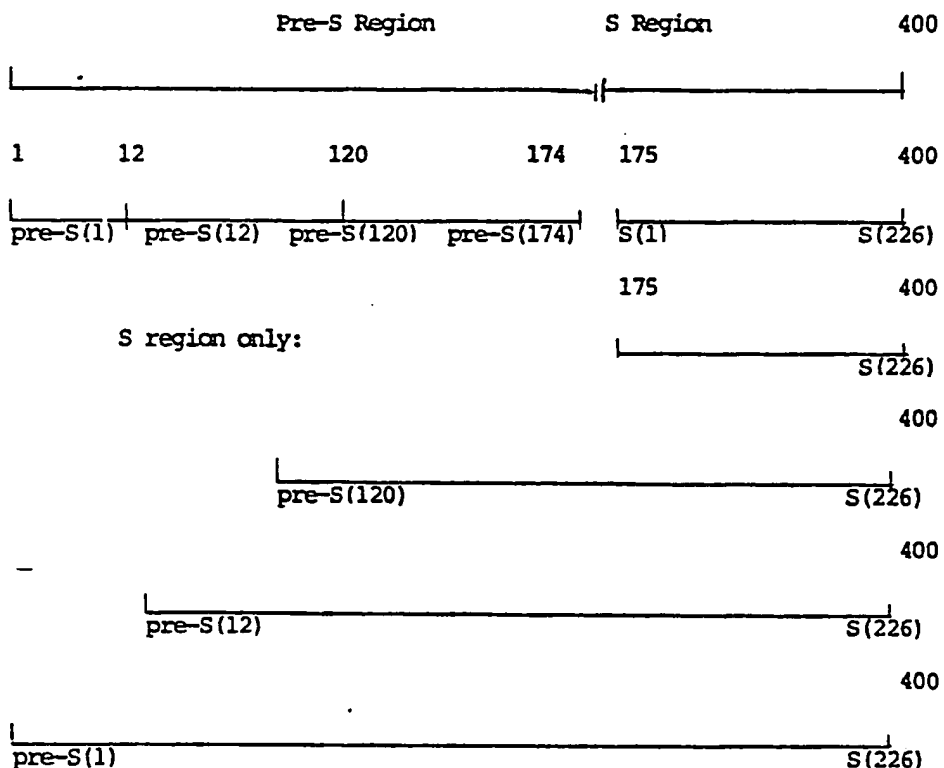 Pre-S Region S Region 400
1 12 120 174 175 400
pre-S(1) pre-S(12) pre-S(120) pre-S(174) S(1) S(226)
175 400
S region only:
S(226)
400
pre-S(120) S(226)
400
pre-S(12) S(226)
400
pre-S(1) S(226)